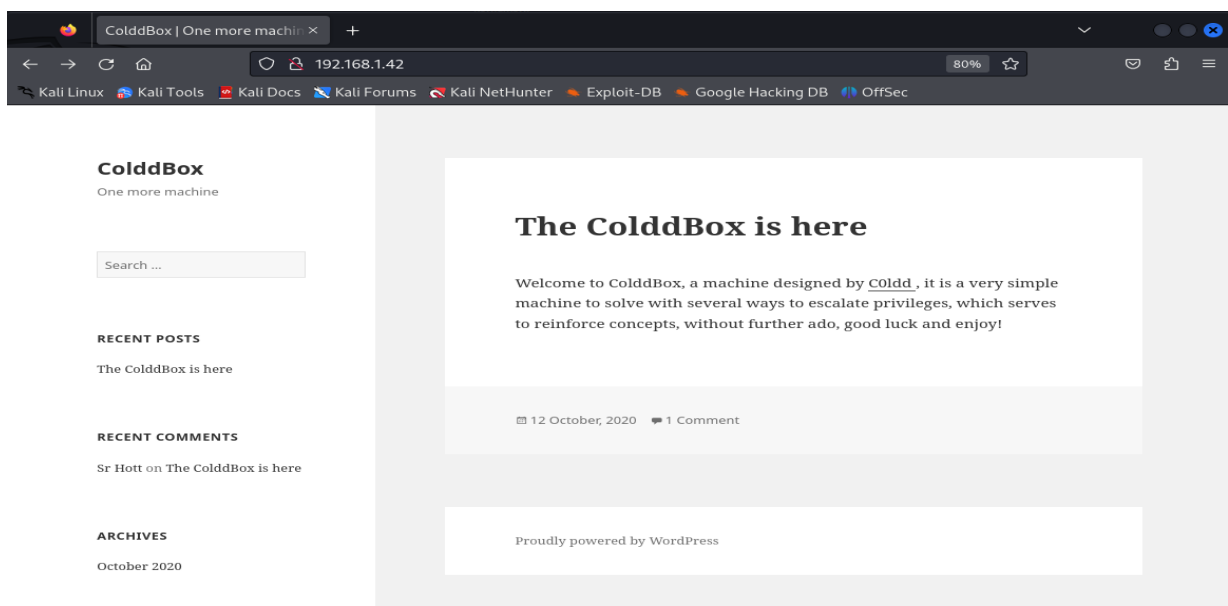 ColddBox | One more machin
192.168.1.42
80%
Kali Linux Kali Tools Kali Docs Kali Forums Kali NetHunter Exploit-DB Google Hacking DB OffSec
ColddBox
One more machine
Search ...
RECENT POSTS
The ColddBox is here
RECENT COMMENTS
Sr Hott on The ColddBox is here
ARCHIVES
October 2020
The ColddBox is here
Welcome to ColddBox, a machine designed by C0ldd , it is a very simple
machine to solve with several ways to escalate privileges, which serves
to reinforce concepts, without further ado, good luck and enjoy!
12 October, 2020 1 Comment
Proudly powered by WordPress